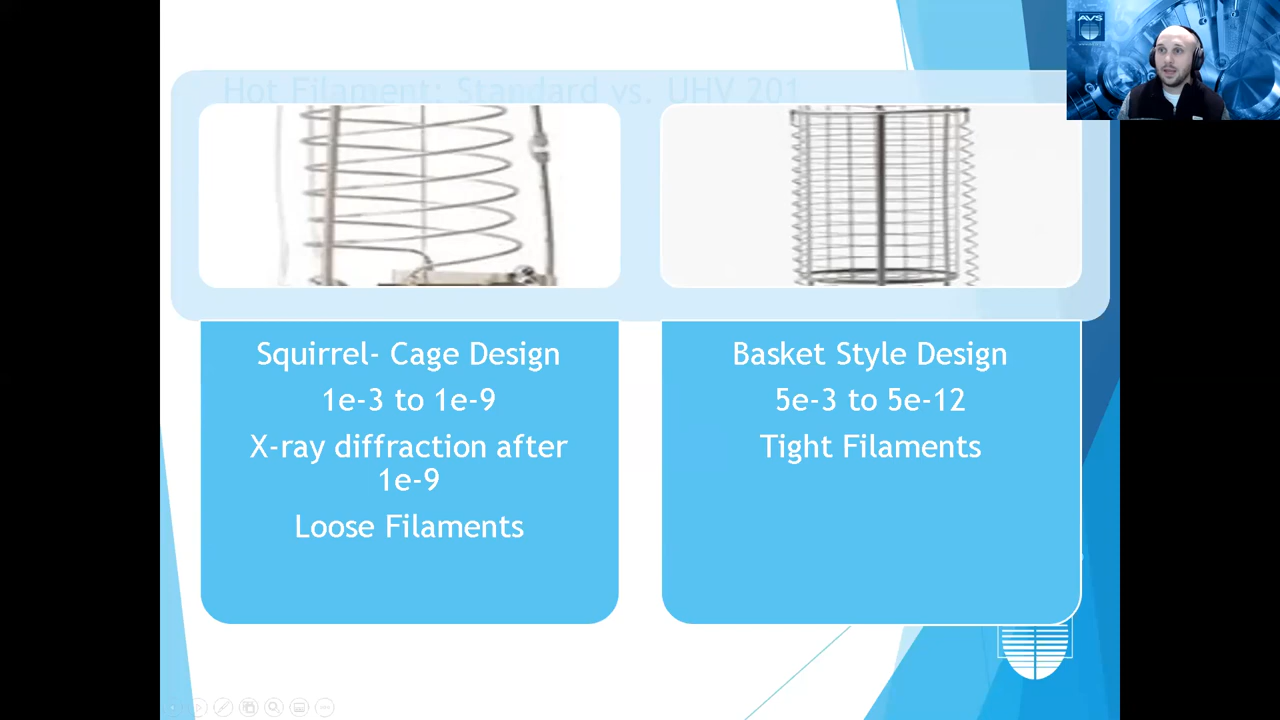 AVS
Hot Filament: Standard vs. UHV 201
Squirrel- Cage Design
1e-3 to 1e-9
X-ray diffraction after
1e-9
Loose Filaments
Basket Style Design
5e-3 to 5e-12
Tight Filaments